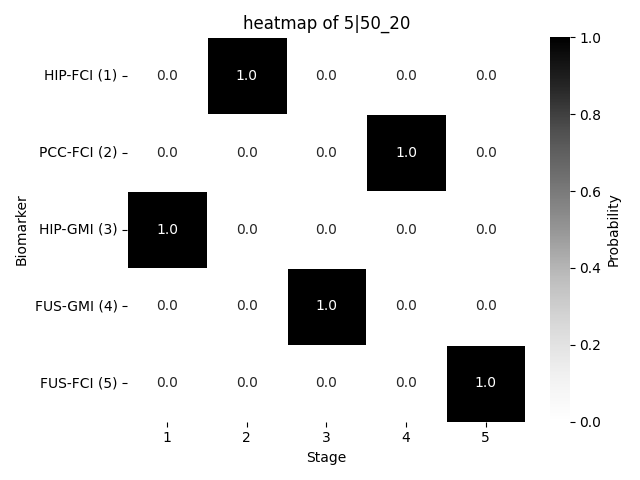 heatmap of 5|50_20
HIP-FCI (1) 0.0 1.0 0.0 0.0 0.0
PCC-FCI (2) 0.0 0.0 0.0 1.0 0.0
HIP-GMI (3) 1.0 0.0 0.0 0.0 0.0
FUS-GMI (4) 0.0 0.0 1.0 0.0 0.0
FUS-FCI (5) 0.0 0.0 0.0 0.0 1.0
1 2 3 4 5
Stage
Biomarker
1.0
0.8
0.6
0.4
0.2
0.0
Probability